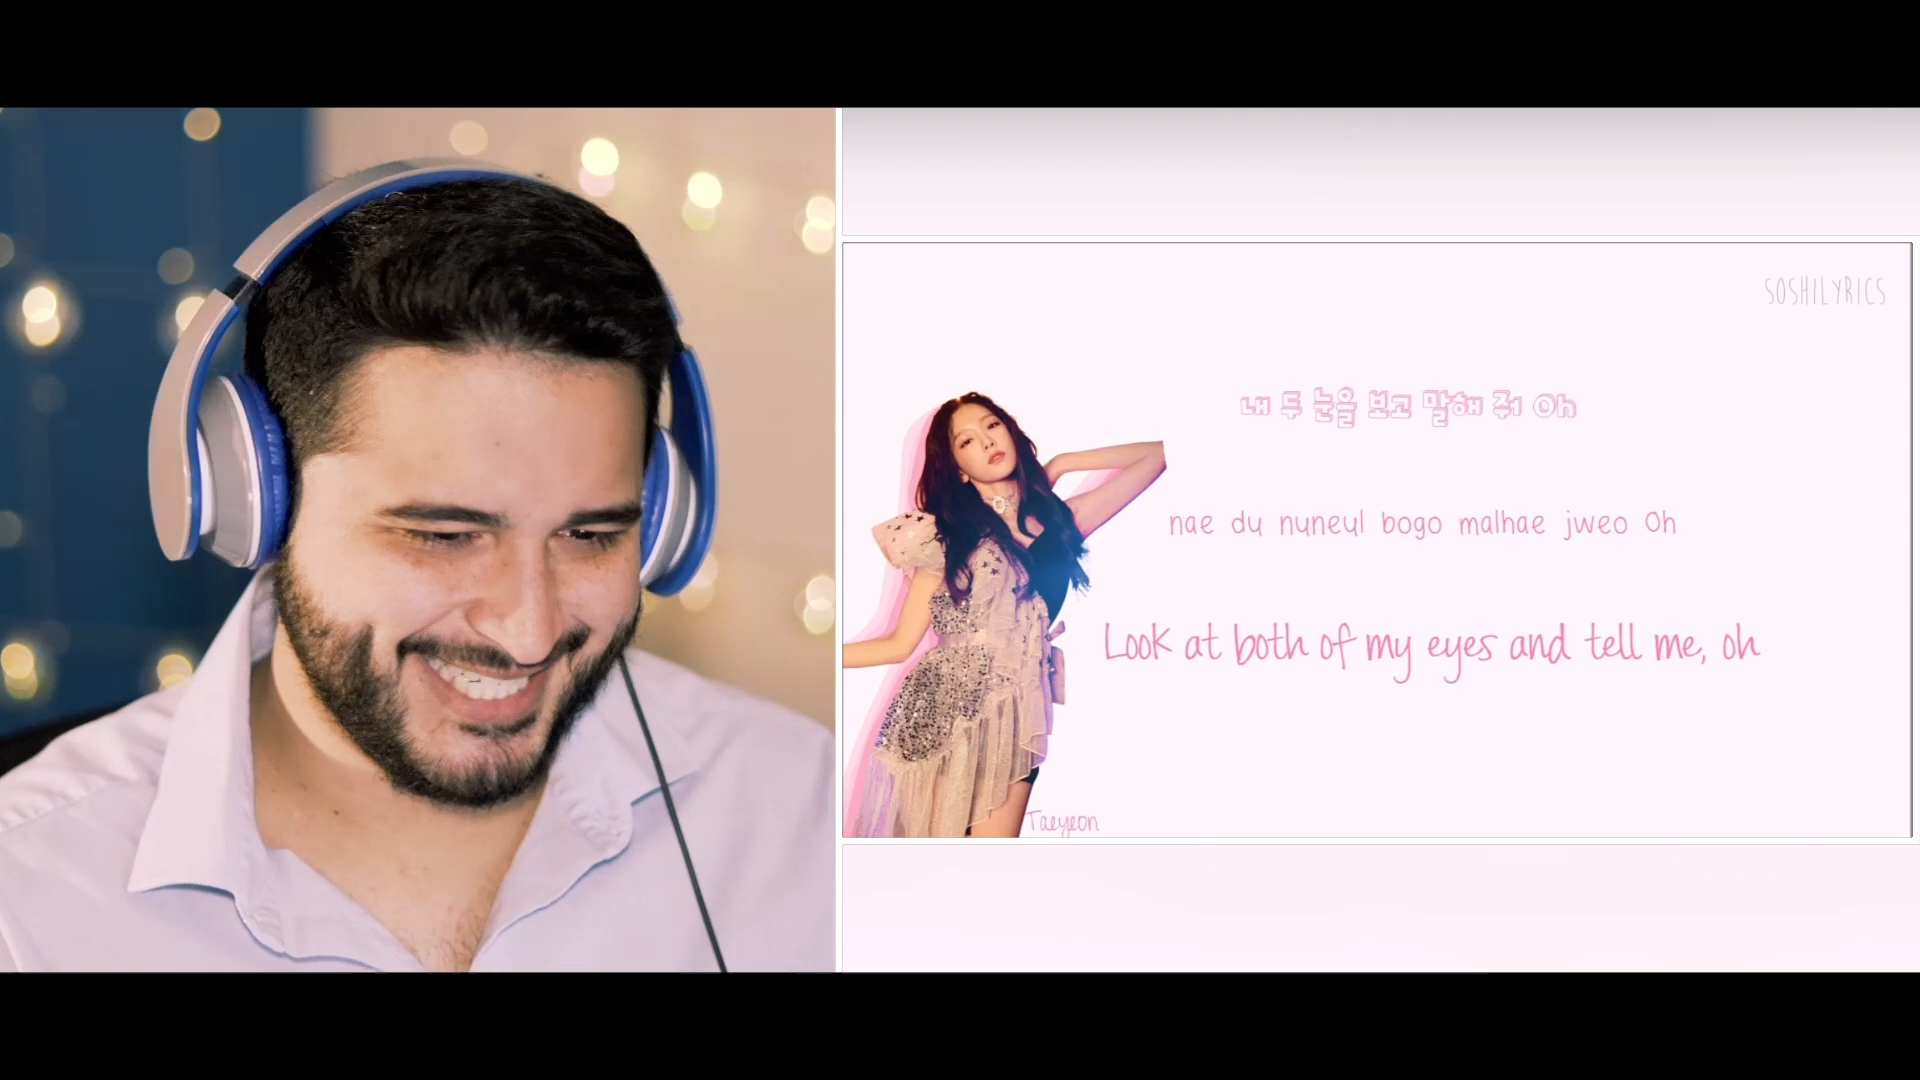 SOSHILYRICS
내 두 눈을 보고 말해 줘 Oh
nae du nuneul bogo malhae jweo Oh
Look at both of my eyes and tell me, oh
Taeyeon